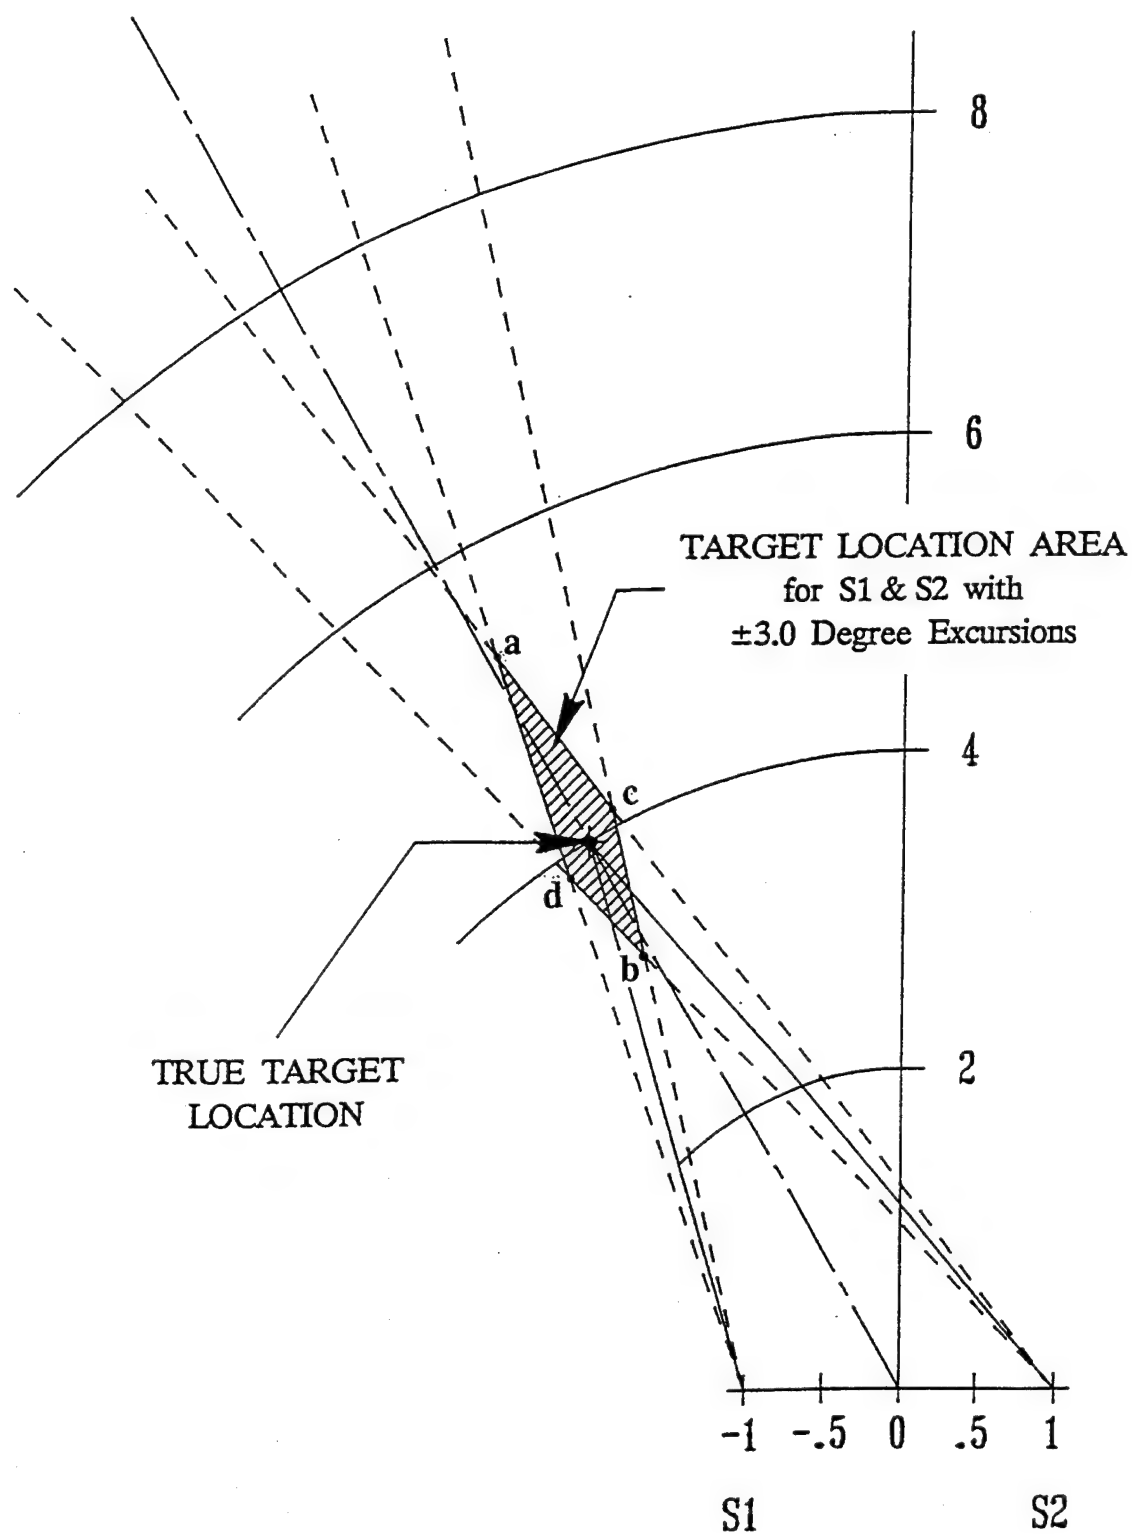 8
6
TARGET LOCATION AREA
for S1 & S2 with
±3.0 Degree Excursions
a
4
c
d
b
TRUE TARGET
LOCATION
2
-1 -.5 0 .5 1
S1 S2